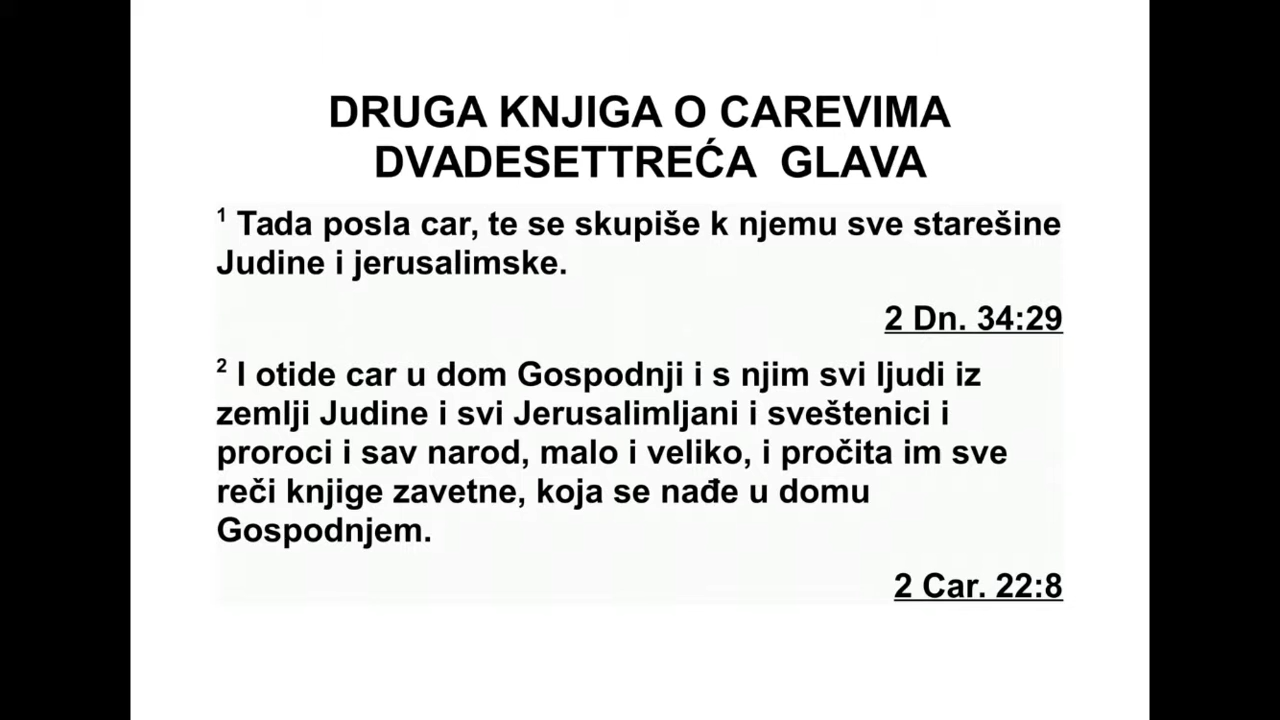 DRUGA KNJIGA O CAREVIMA
DVADESETTREĆA GLAVA
1 Tada posla car, te se skupiše k njemu sve starešine
Judine i jerusalimske.
2 Dn. 34:29
2 I otide car u dom Gospodnji i s njim svi ljudi iz
zemlji Judine i svi Jerusalimljani i sveštenici i
proroci i sav narod, malo i veliko, i pročita im sve
reči knjige zavetne, koja se nađe u domu
Gospodnjem.
2 Car. 22:8